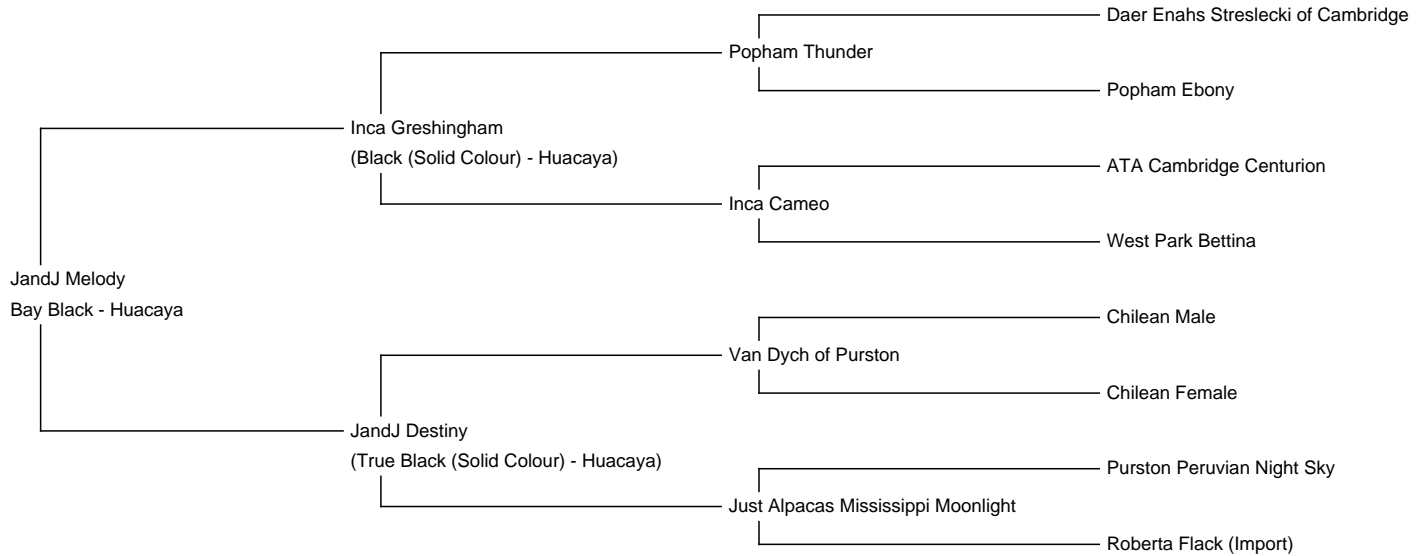 Daer Enahs Streslecki of Cambridge
Popham Thunder
Popham Ebony
Inca Greshingham
(Black (Solid Colour) - Huacaya)
ATA Cambridge Centurion
Inca Cameo
West Park Bettina
JandJ Melody
Bay Black - Huacaya
Chilean Male
Van Dych of Purston
Chilean Female
JandJ Destiny
(True Black (Solid Colour) - Huacaya)
Purston Peruvian Night Sky
Just Alpacas Mississippi Moonlight
Roberta Flack (Import)